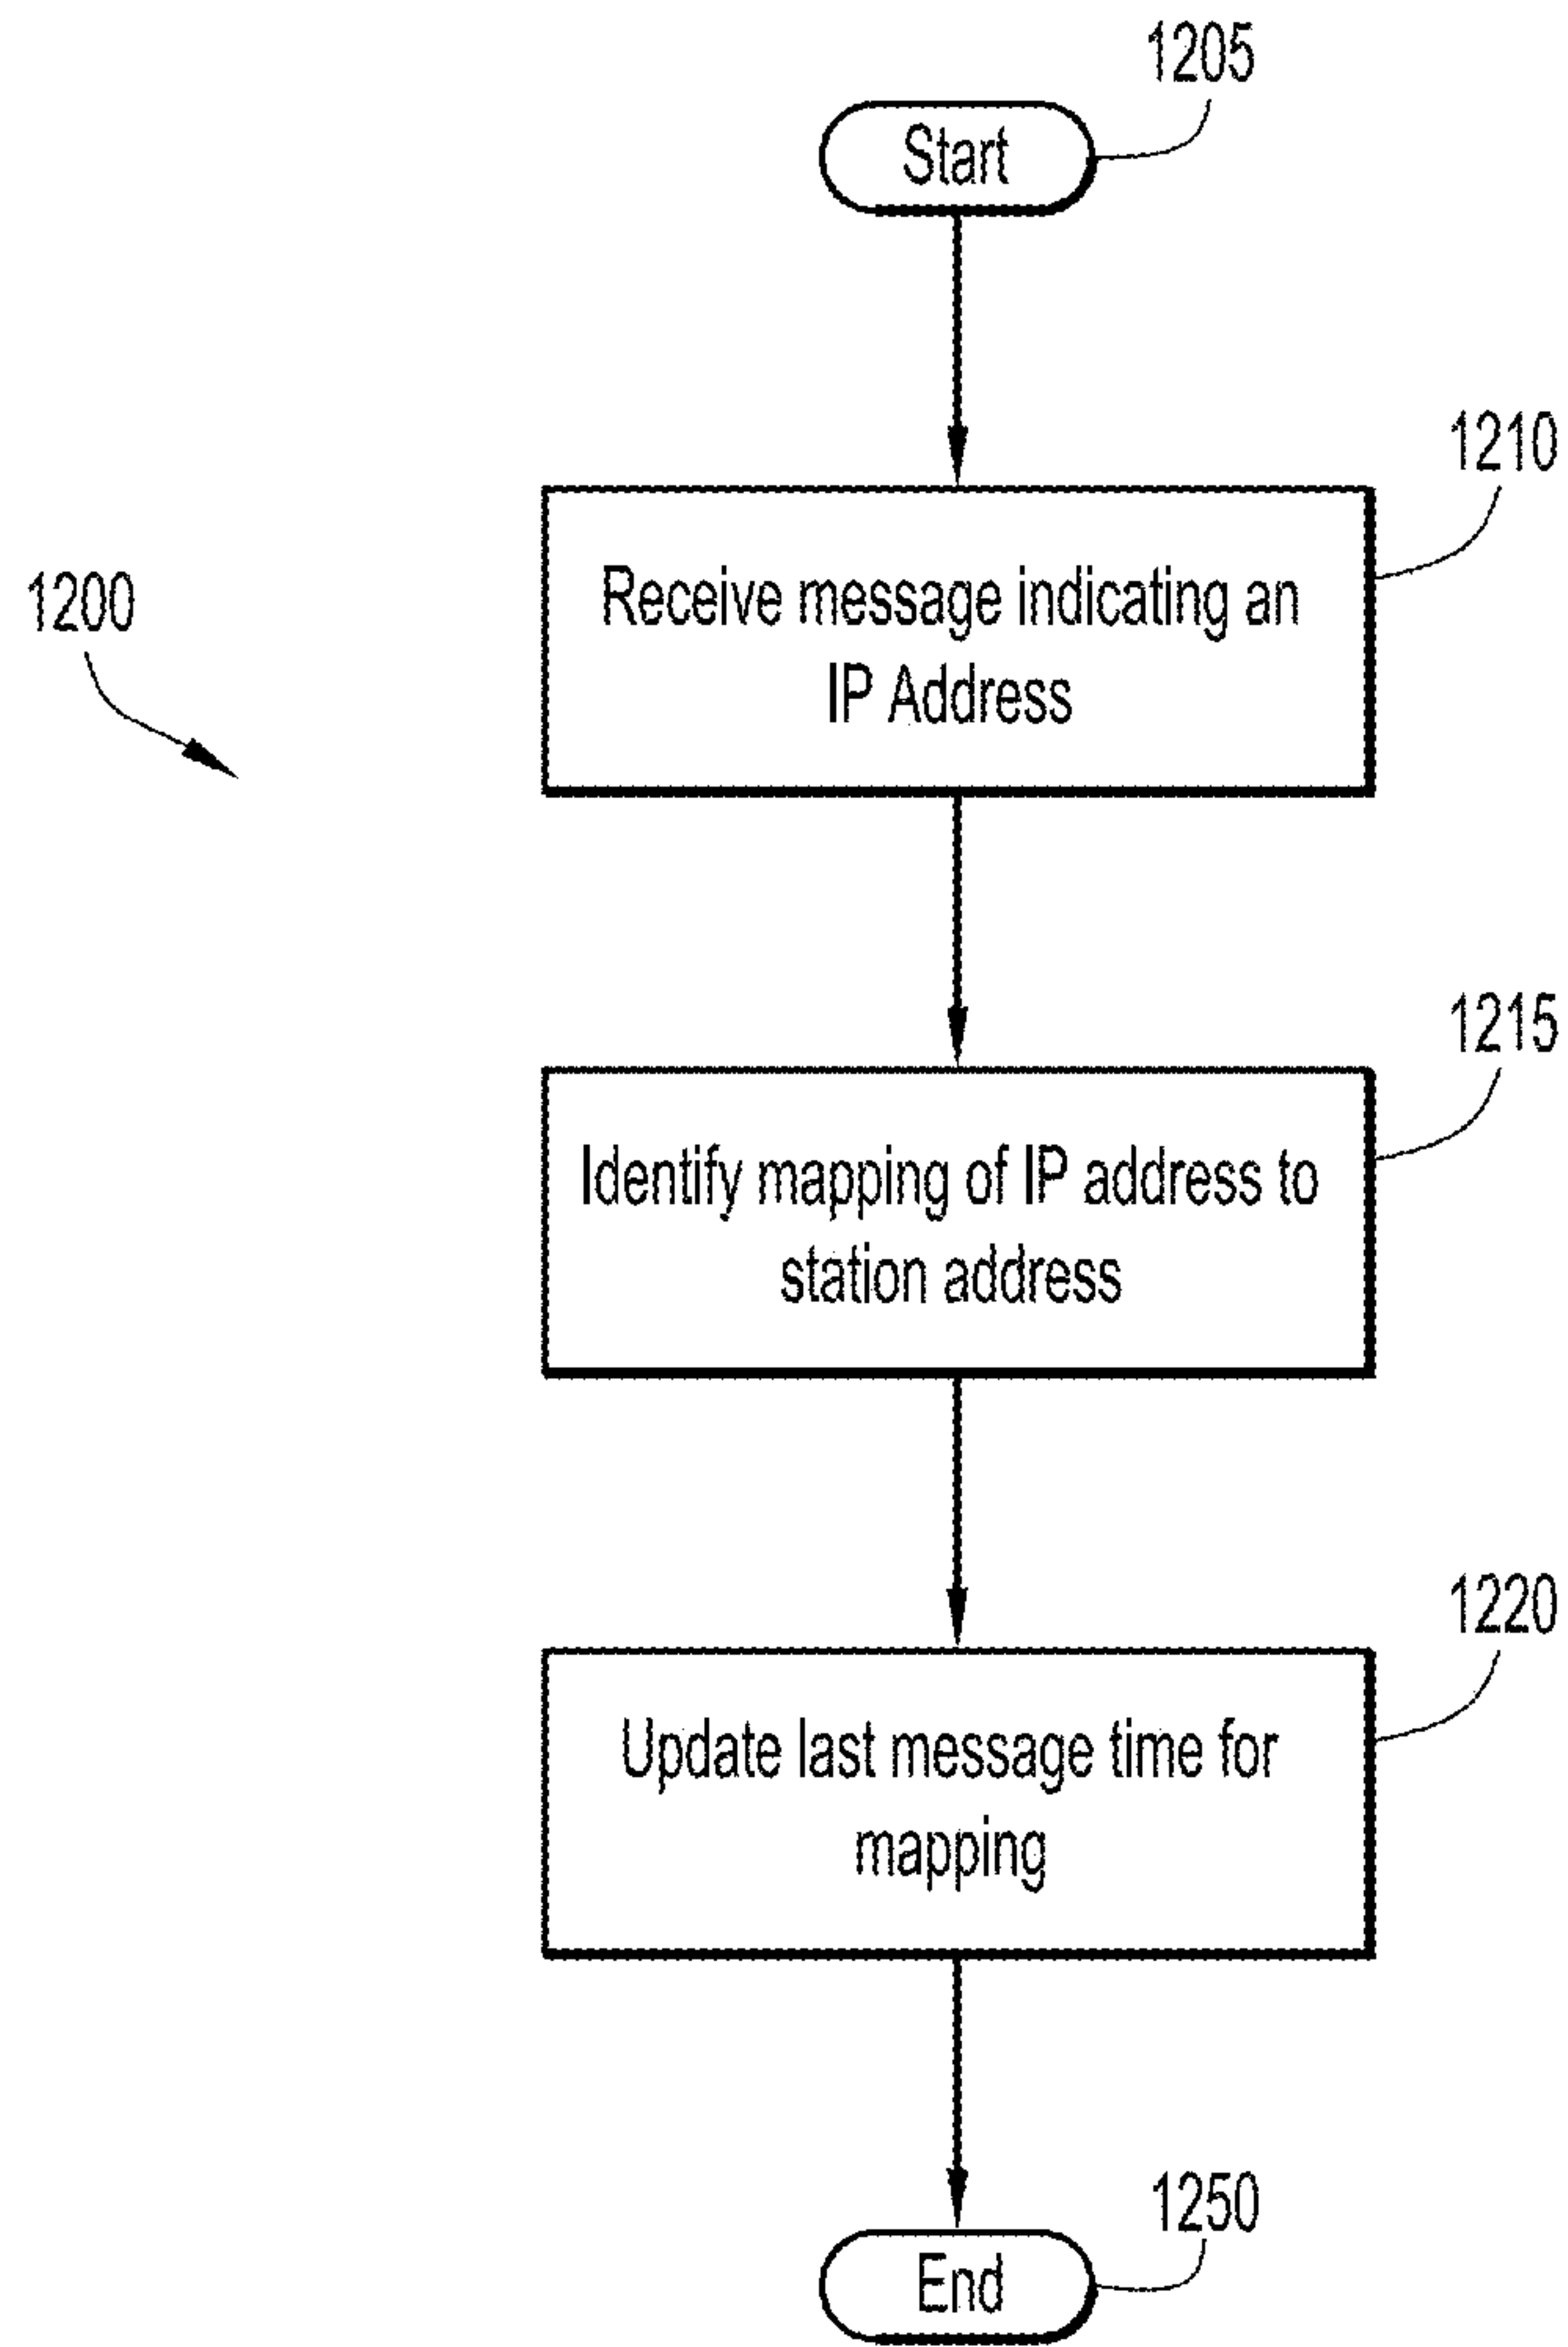 1205
Start
1210
1200
Receive message indicating an
IP Address
1215
Identify mapping of IP address to
station address
1220
Update last message time for
mapping
1250
End